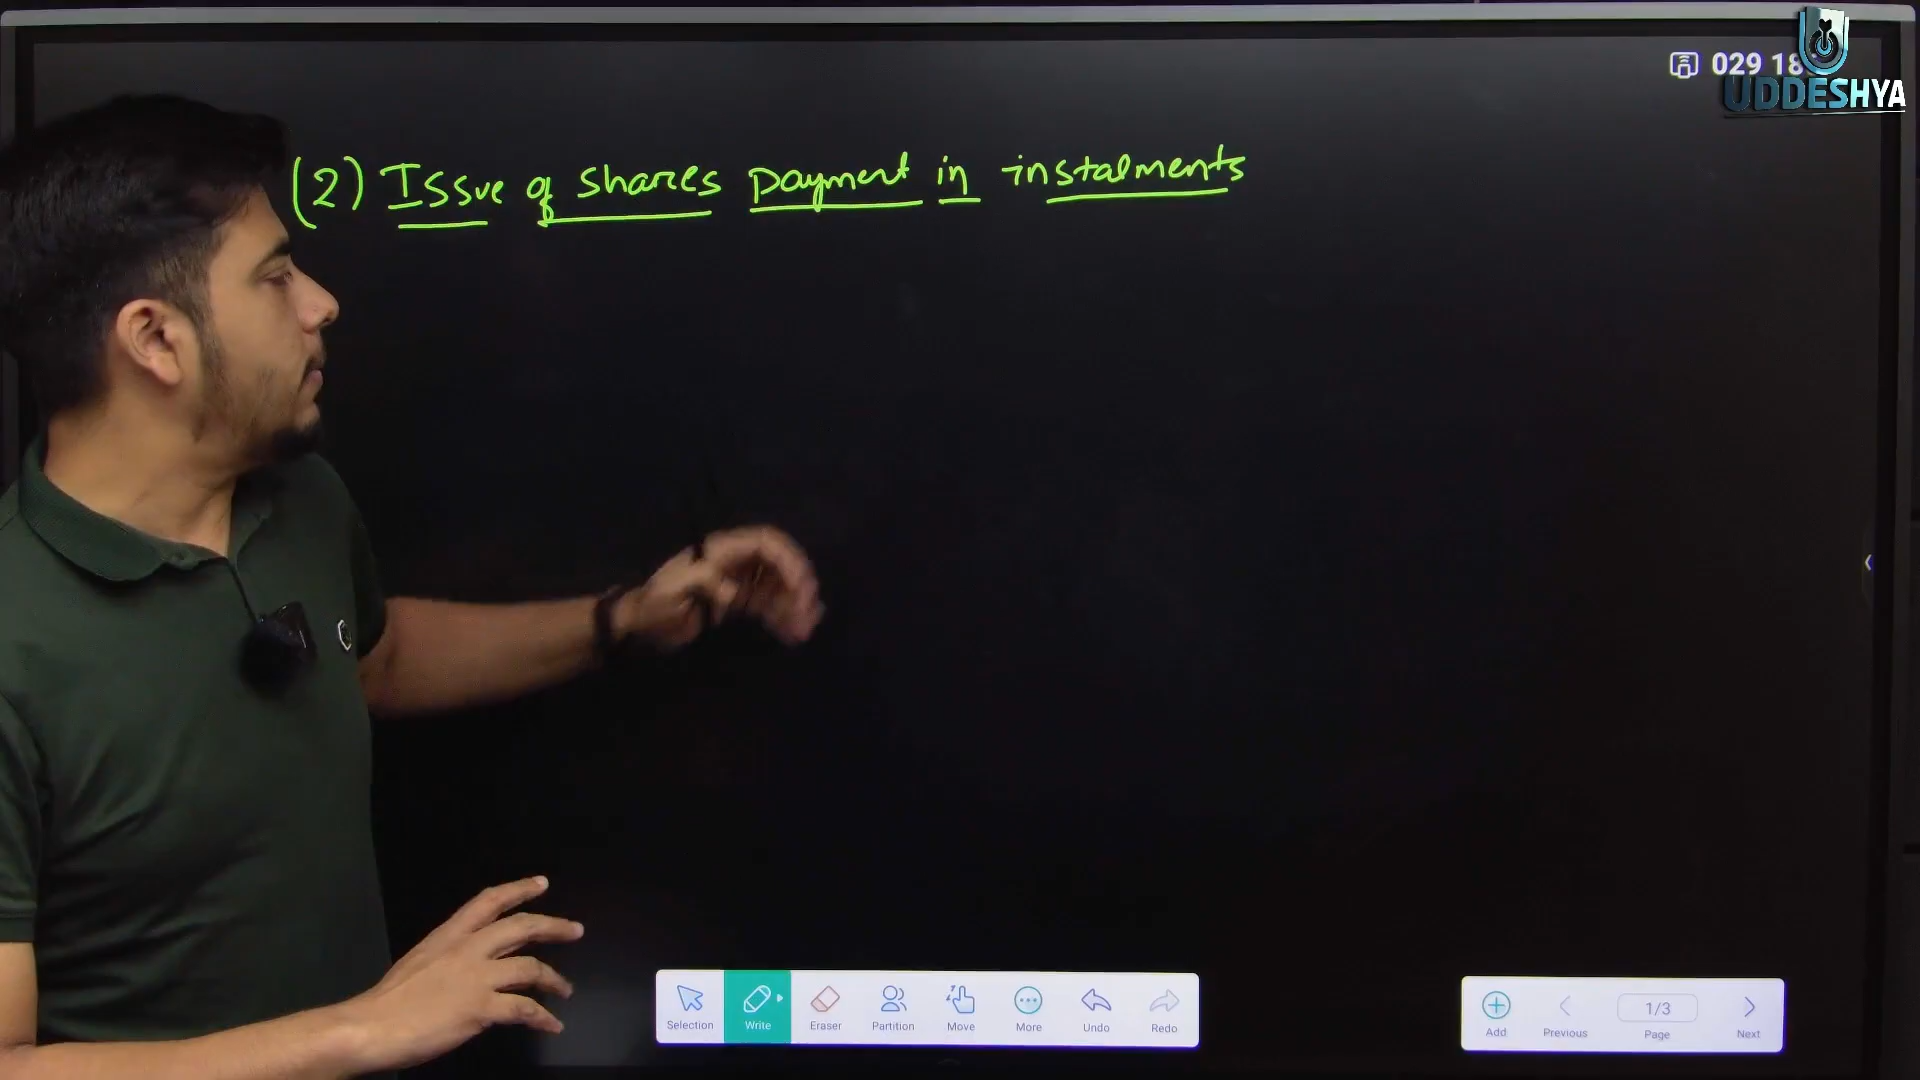 029 18
UDDESHYA
(2) Issue of shares payment in instalments
Selection Write Eraser Partition Move More Undo Redo
Add Previous 1/3 Page Next